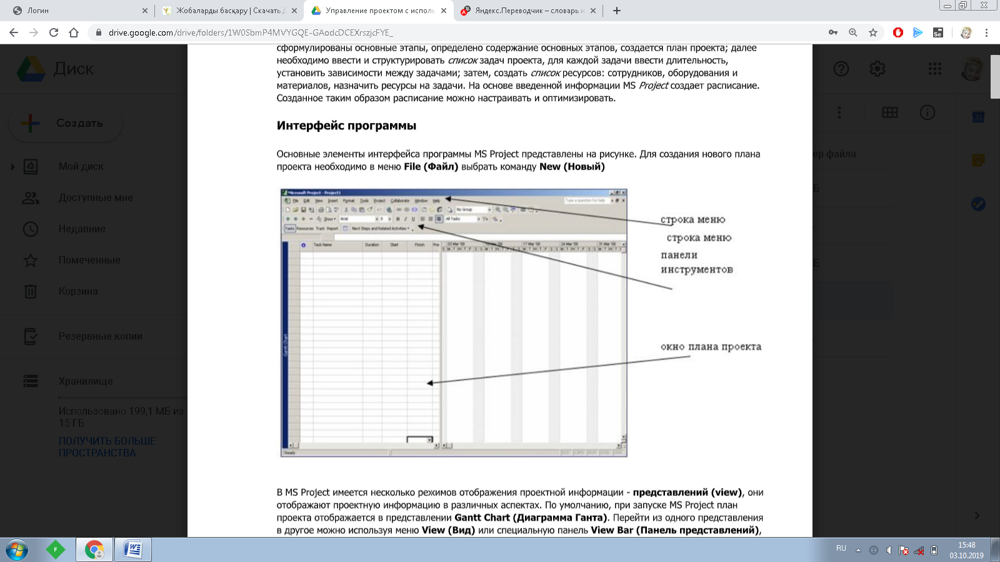 Логин
Жобаларды басқару | Скачать Д
Управление проектом с исполь
Яндекс.Переводчик – словарь и
drive.google.com/drive/folders/1W0SbmP4MVYGQE-GAodcDCEXrszjcFYE_
Диск
Создать
Мой диск
Доступные мне
Недавние
Помеченные
Корзина
Резервные копии
Хранилище
Использовано 199,1 МБ из
15 ГБ
ПОЛУЧИТЬ БОЛЬШЕ
ПРОСТРАНСТВА
ер файла
сформулированы основные этапы, определено содержание основных этапов, создается план проекта; далее
необходимо ввести и структурировать список задач проекта, для каждой задачи ввести длительность,
установить зависимости между задачами; затем, создать список ресурсов: сотрудников, оборудования и
материалов, назначить ресурсы на задачи. На основе введенной информации MS Project создает расписание.
Созданное таким образом расписание можно настраивать и оптимизировать.
Интерфейс программы
Основные элементы интерфейса программы MS Project представлены на рисунке. Для создания нового плана
проекта необходимо в меню File (Файл) выбрать команду New (Новый)
Microsoft Project - Project1
File Edit View Insert Format Tools Project Collaborate Window Help
Type a question for help
No Group
Show Arial 8 B I U All Tasks
Tasks Resources Track Report Next Steps and Related Activities
Task Name Duration Start Finish Pre
03 Mar '08 10 Mar '08 17 Mar '08 24 Mar '08 31 Mar '08
S M T W T F S S M T W T F S S M T W T F S S M T W T F S S M T W T F
Gantt Chart
Ready
строка меню
строка меню
панели
инструментов
окно плана проекта
В MS Project имеется несколько режимов отображения проектной информации - представлений (view), они
отображают проектную информацию в различных аспектах. По умолчанию, при запуске MS Project план
проекта отображается в представлении Gantt Chart (Диаграмма Ганта). Перейти из одного представления
в другое можно используя меню View (Вид) или специальную панель View Bar (Панель представлений),
RU
15:48
03.10.2019